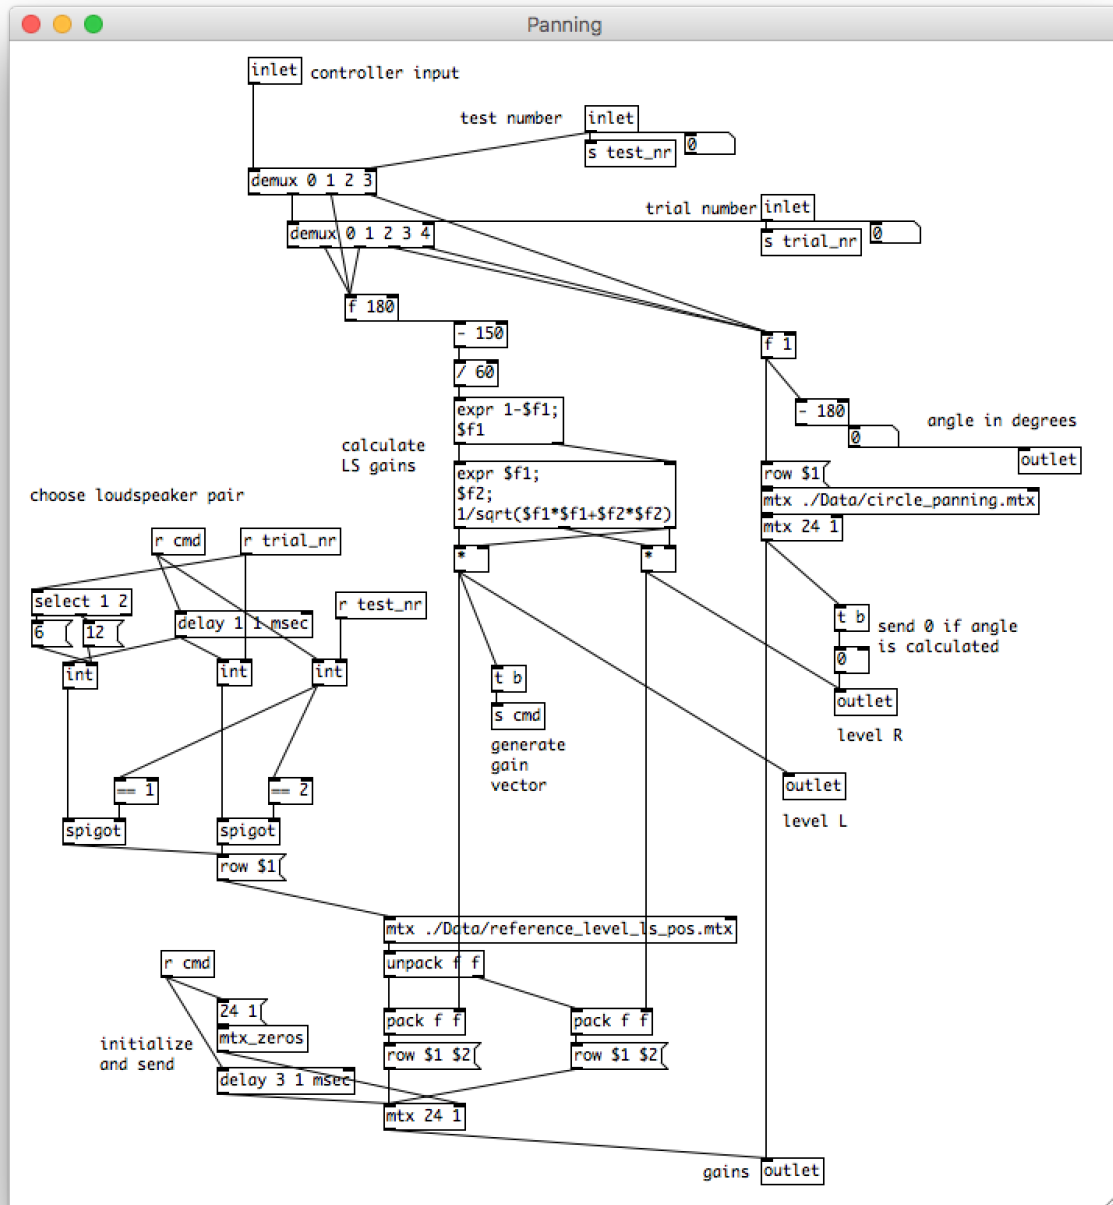 Panning
inlet
controller input
test number
inlet
s test_nr
0
demux 0 1 2 3
trial number
inlet
demux 0 1 2 3 4
s trial_nr
0
f 180
- 150
f 1
/ 60
expr 1-$f1;
$f1
- 180
angle in degrees
0
calculate
LS gains
outlet
expr $f1;
$f2;
1/sqrt($f1*$f1+$f2*$f2)
row $1
choose loudspeaker pair
mtx ./Data/circle_panning.mtx
mtx 24 1
r cmd
r trial_nr
*
*
select 1 2
r test_nr
t b
6
12
delay 1 1 msec
send 0 if angle
is calculated
int
int
int
0
t b
outlet
s cmd
level R
generate
gain
vector
== 1
== 2
outlet
level L
spigot
spigot
row $1
mtx ./Data/reference_level_ls_pos.mtx
r cmd
unpack f f
24 1
pack f f
pack f f
mtx_zeros
initialize
and send
row $1 $2
row $1 $2
delay 3 1 msec
mtx 24 1
gains
outlet